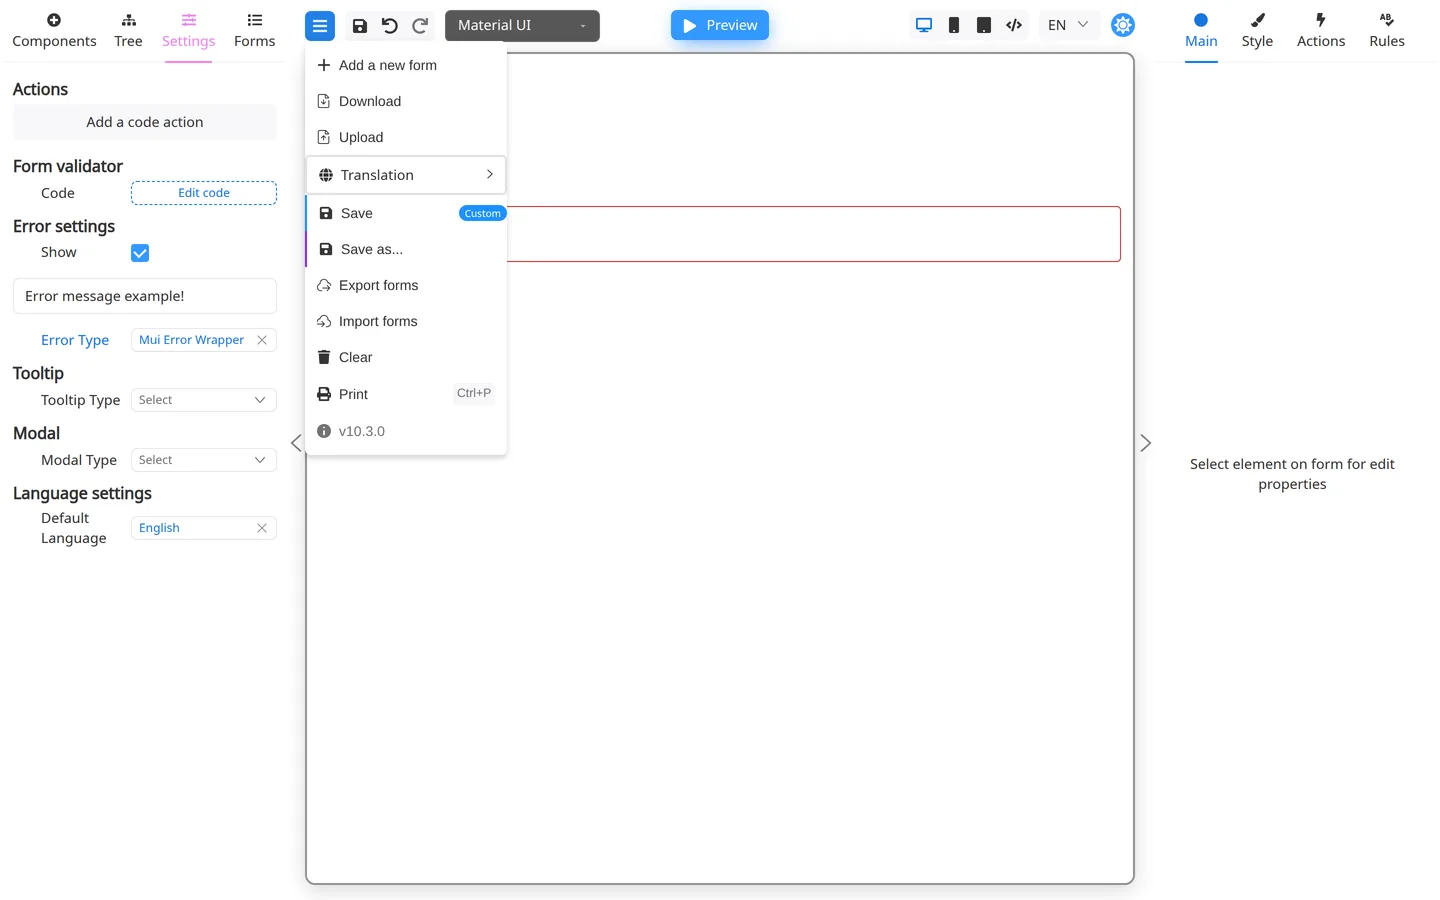 Components
Tree
Settings
Forms
Material UI
Preview
EN
Main
Style
Actions
AB
Rules
Actions
Add a code action
Form validator
Code
Edit code
Error settings
Show
Error message example!
Error Type
Mui Error Wrapper
Tooltip
Tooltip Type
Select
Modal
Modal Type
Select
Language settings
Default
Language
English
Add a new form
Download
Upload
Translation
Save
Custom
Save as...
Export forms
Import forms
Clear
Print
Ctrl+P
v10.3.0
Select element on form for edit
properties